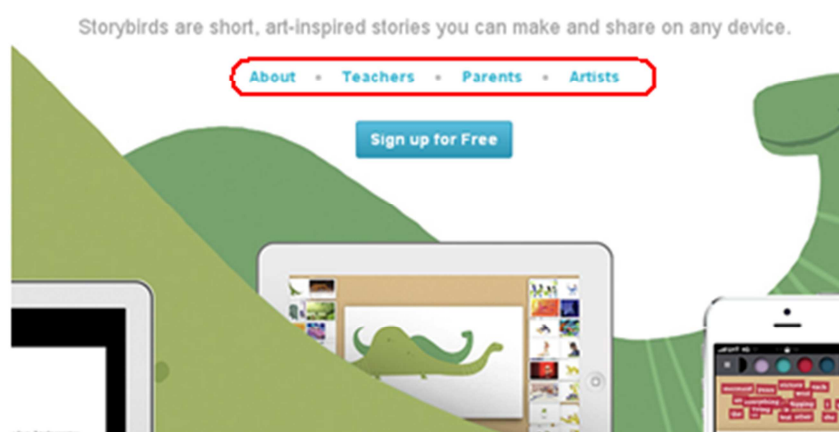 Storybirds are short, art-inspired stories you can make and share on any device.
About • Teachers • Parents • Artists
Sign up for Free